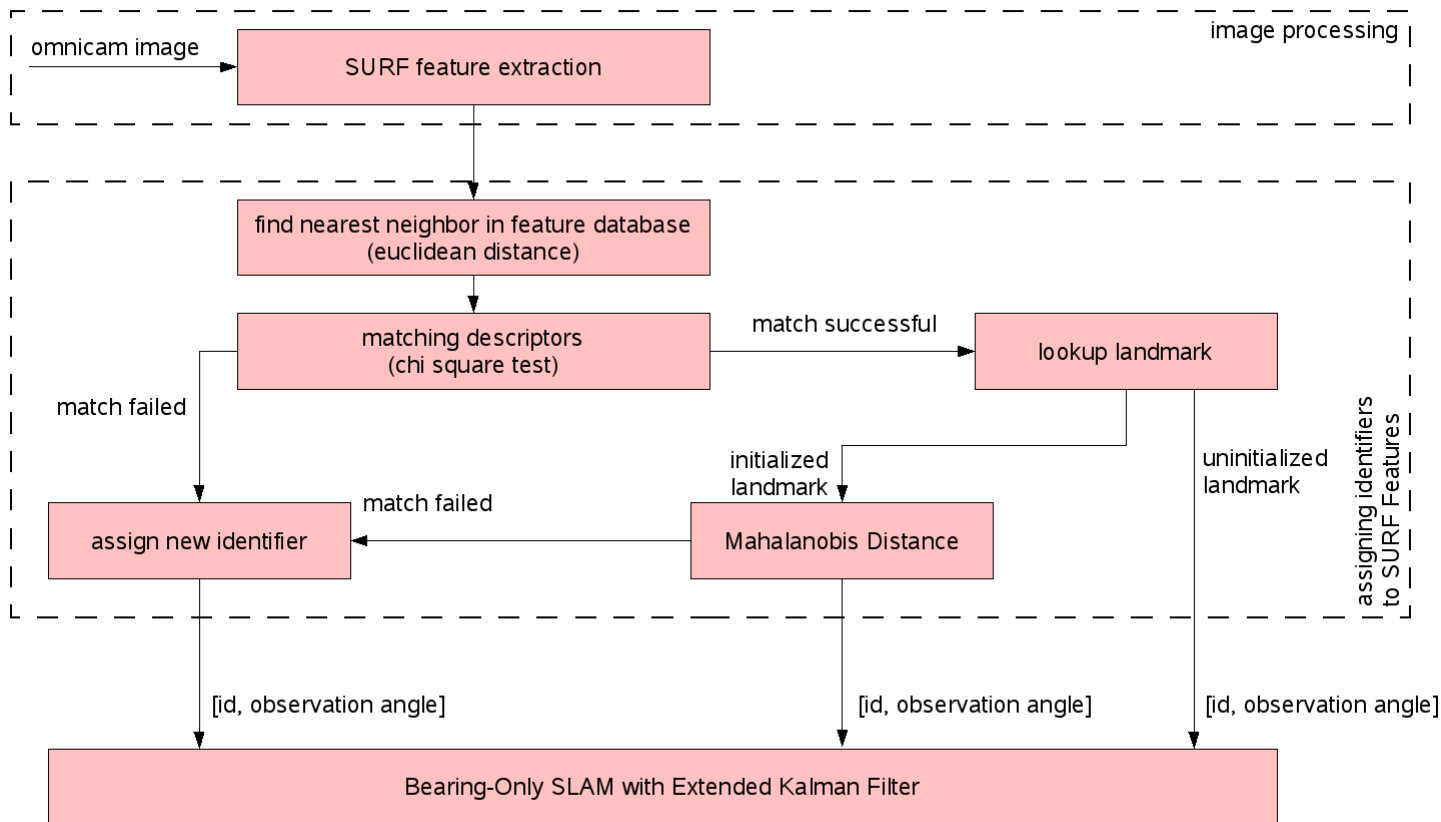 omnicam image
image processing
SURF feature extraction
find nearest neighbor in feature database
(euclidean distance)
matching descriptors
(chi square test)
match successful
lookup landmark
match failed
initialized
landmark
uninitialized
landmark
assigning identifiers
to SURF Features
match failed
assign new identifier
Mahalanobis Distance
[id, observation angle]
[id, observation angle]
[id, observation angle]
Bearing-Only SLAM with Extended Kalman Filter